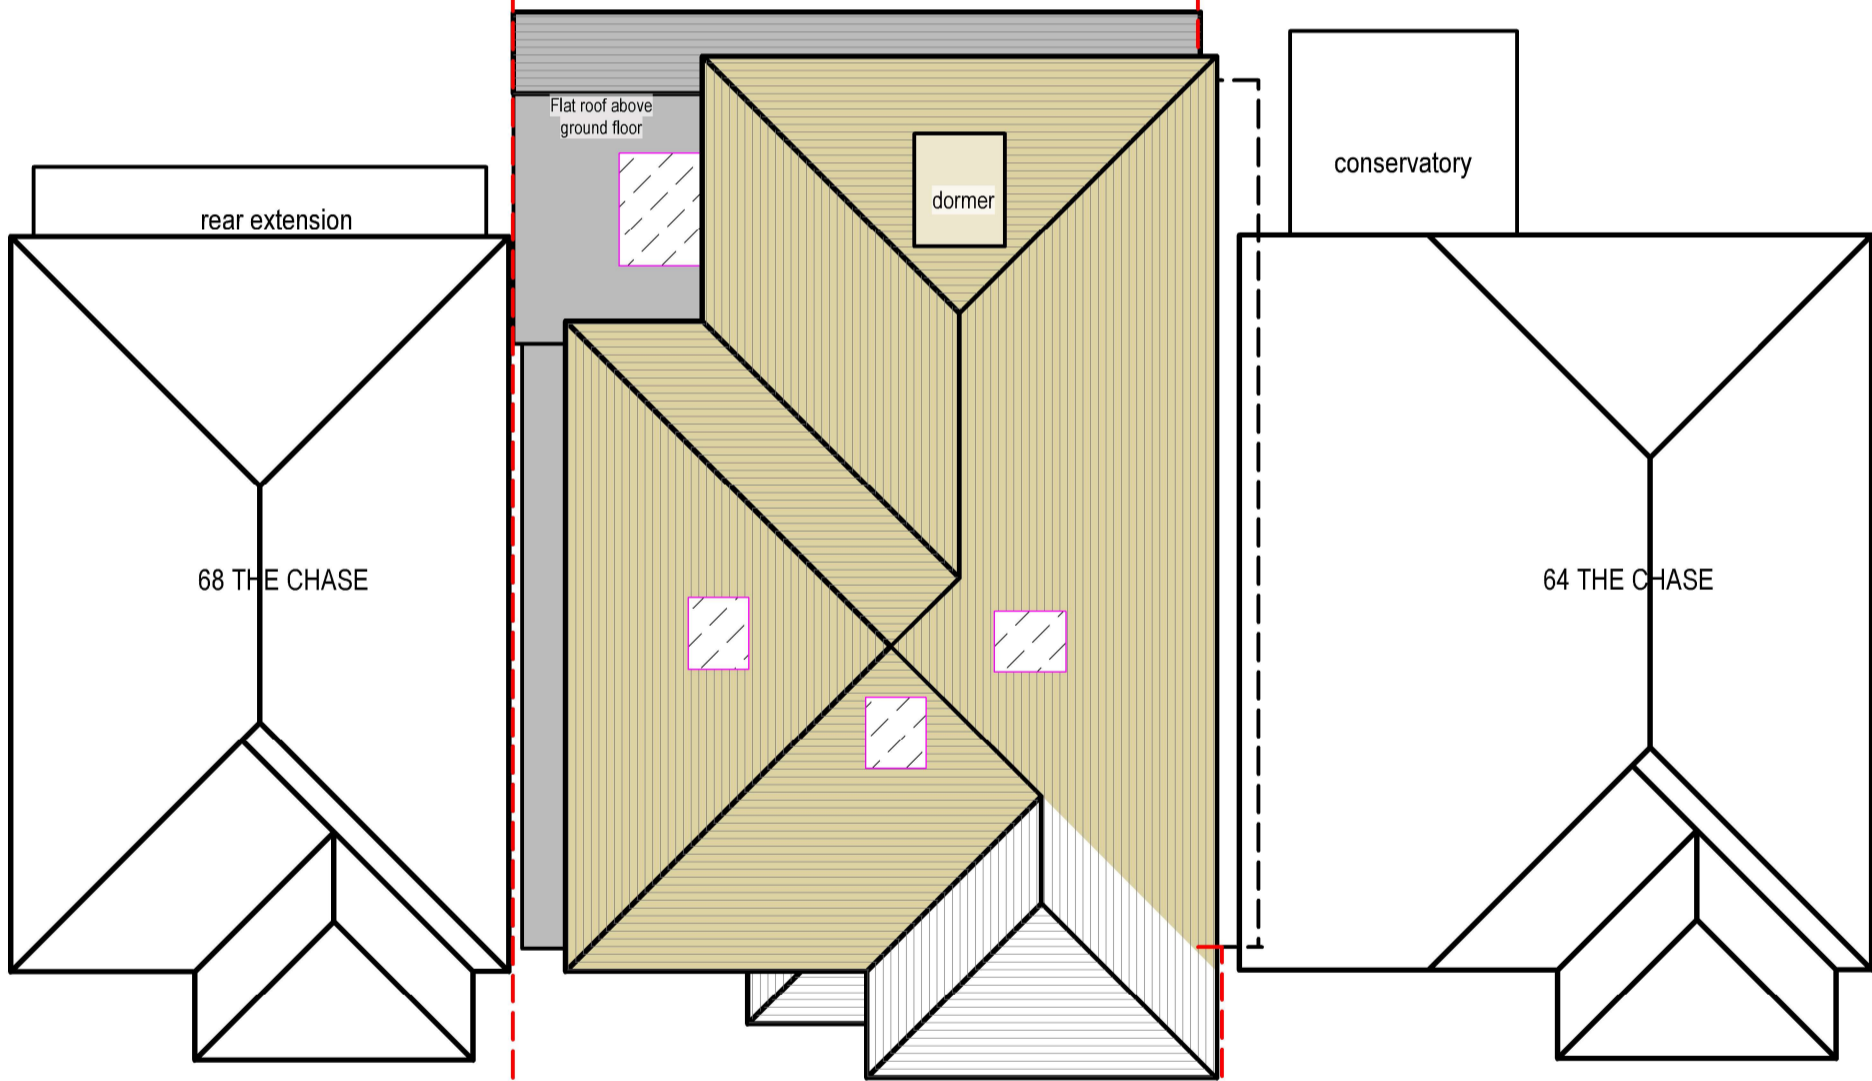 Flat roof above
ground floor
rear extension
dormer
conservatory
68 THE CHASE
64 THE CHASE